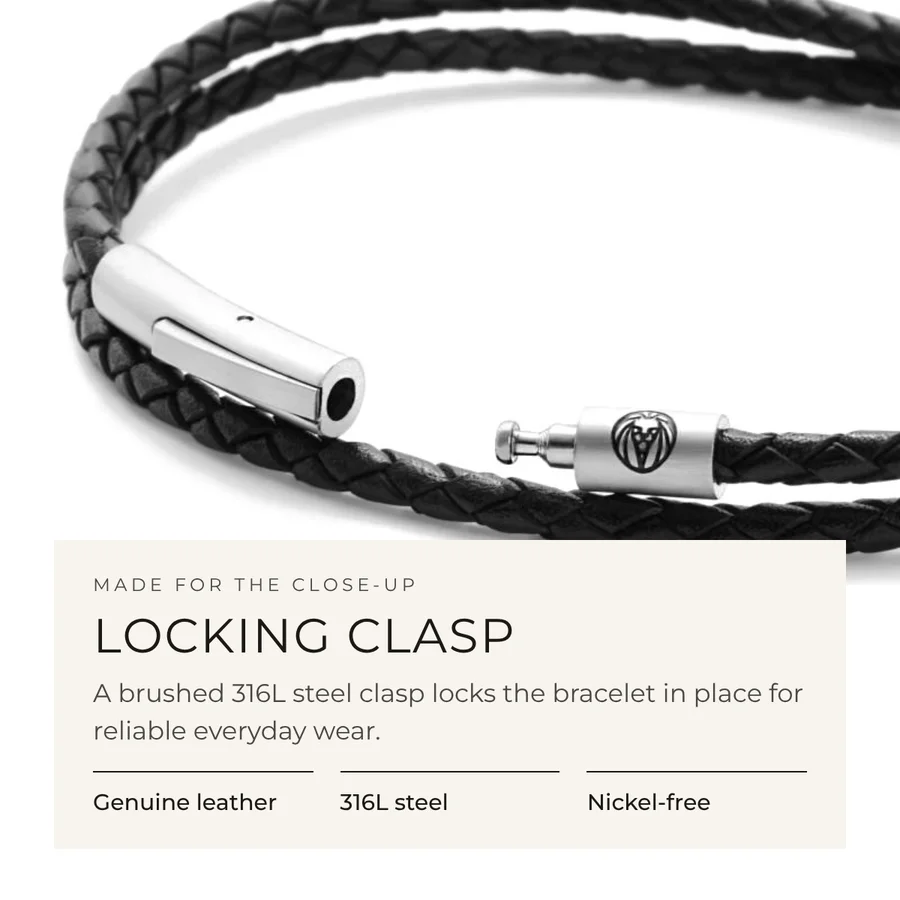 MADE FOR THE CLOSE-UP
LOCKING CLASP
A brushed 316L steel clasp locks the bracelet in place for
reliable everyday wear.
Genuine leather
316L steel
Nickel-free